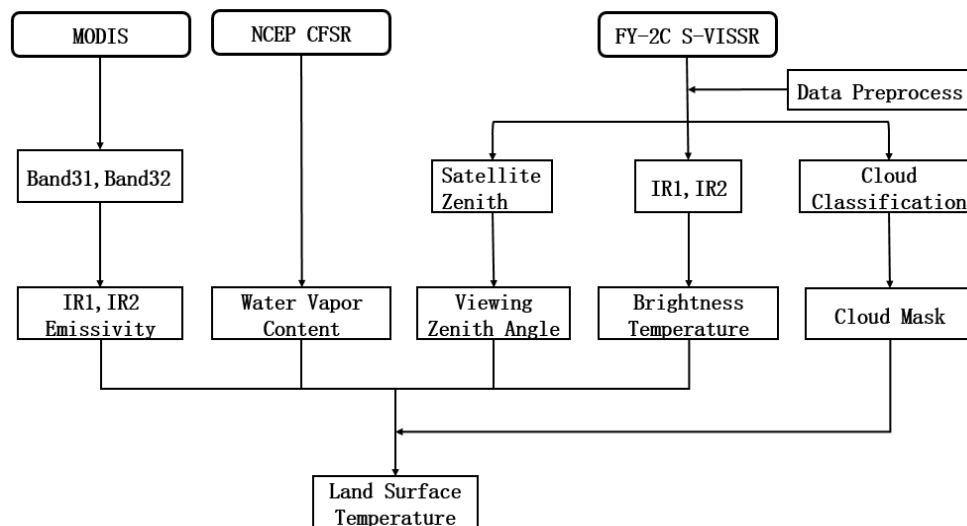 MODIS
NCEP CFSR
FY-2C S-VISSR
Data Preprocess
Band31, Band32
Satellite
Zenith
IR1, IR2
Cloud
Classification
IR1, IR2
Emissivity
Water Vapor
Content
Viewing
Zenith Angle
Brightness
Temperature
Cloud Mask
Land Surface
Temperature